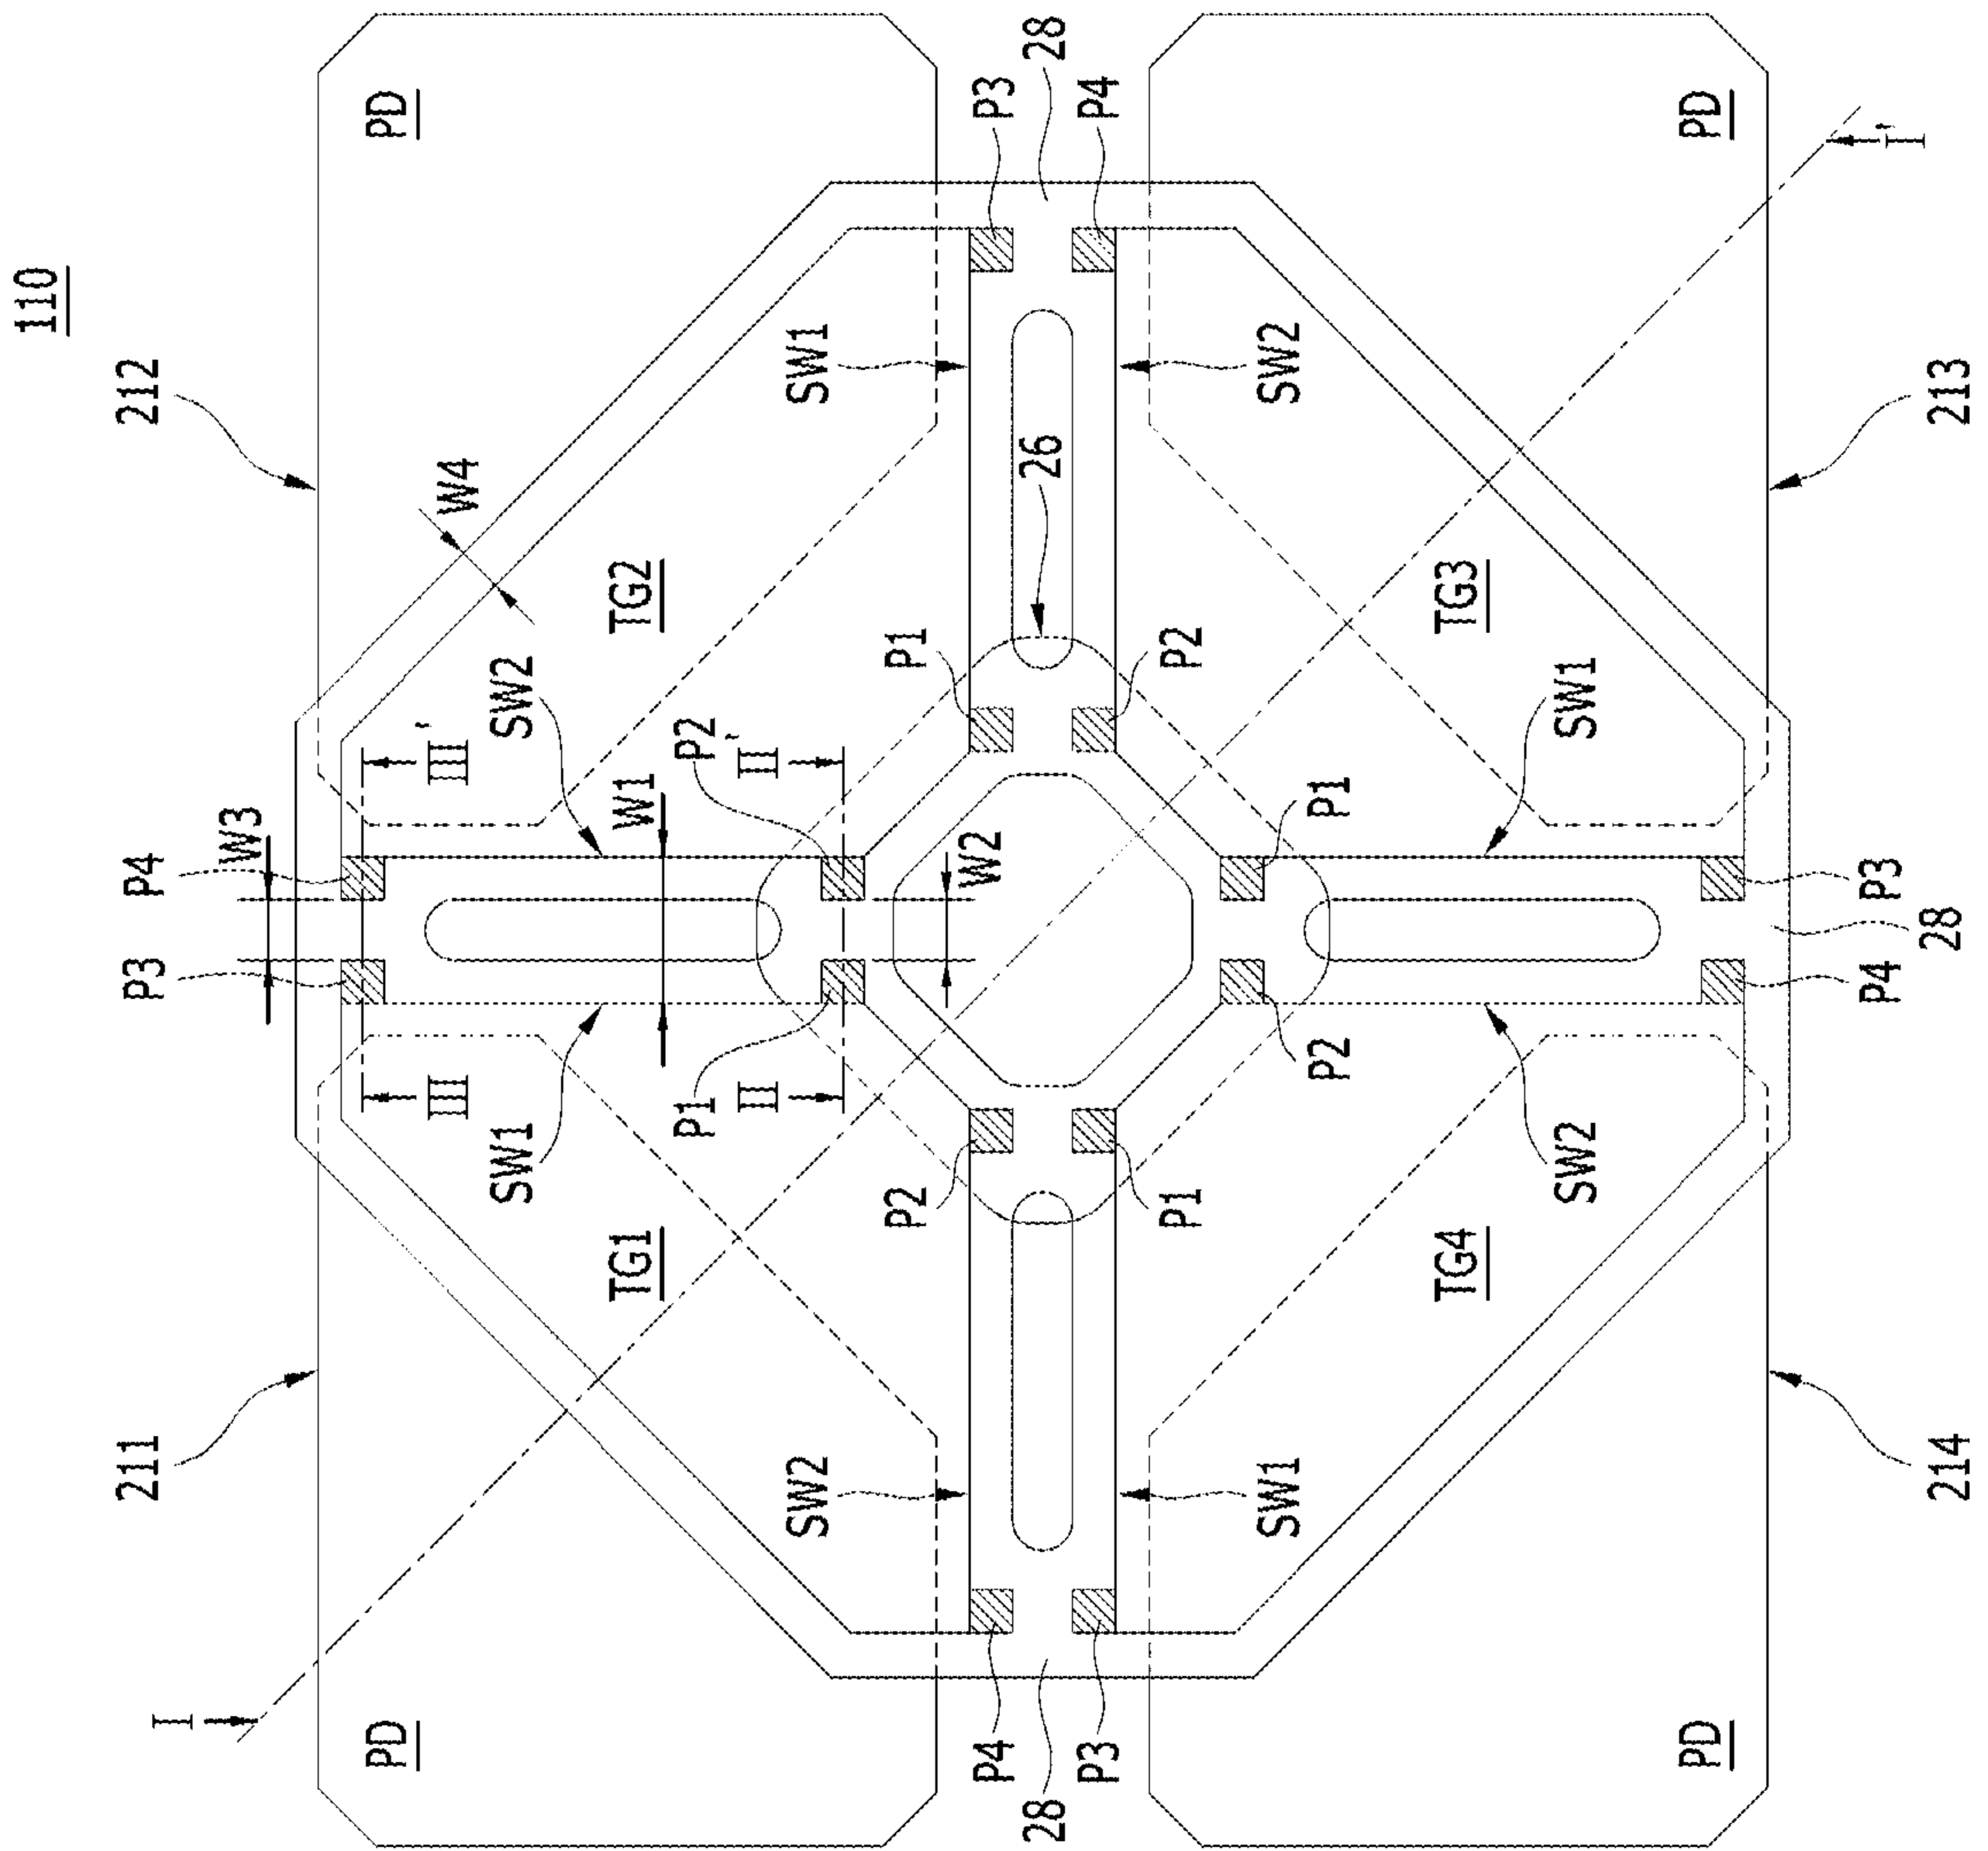 110
211
P3
P4
212
I
W3
PD
PD
III
III'
W4
SW1
SW2
TG1
W1
TG2
P1
P2
II
II'
SW2
SW1
P2
P1
W2
P4
P3
28
26
28
P3
P4
P1
P2
SW1
SW2
P2
P1
TG4
TG3
SW2
SW1
PD
PD
P4
P3
I'
214
28
213